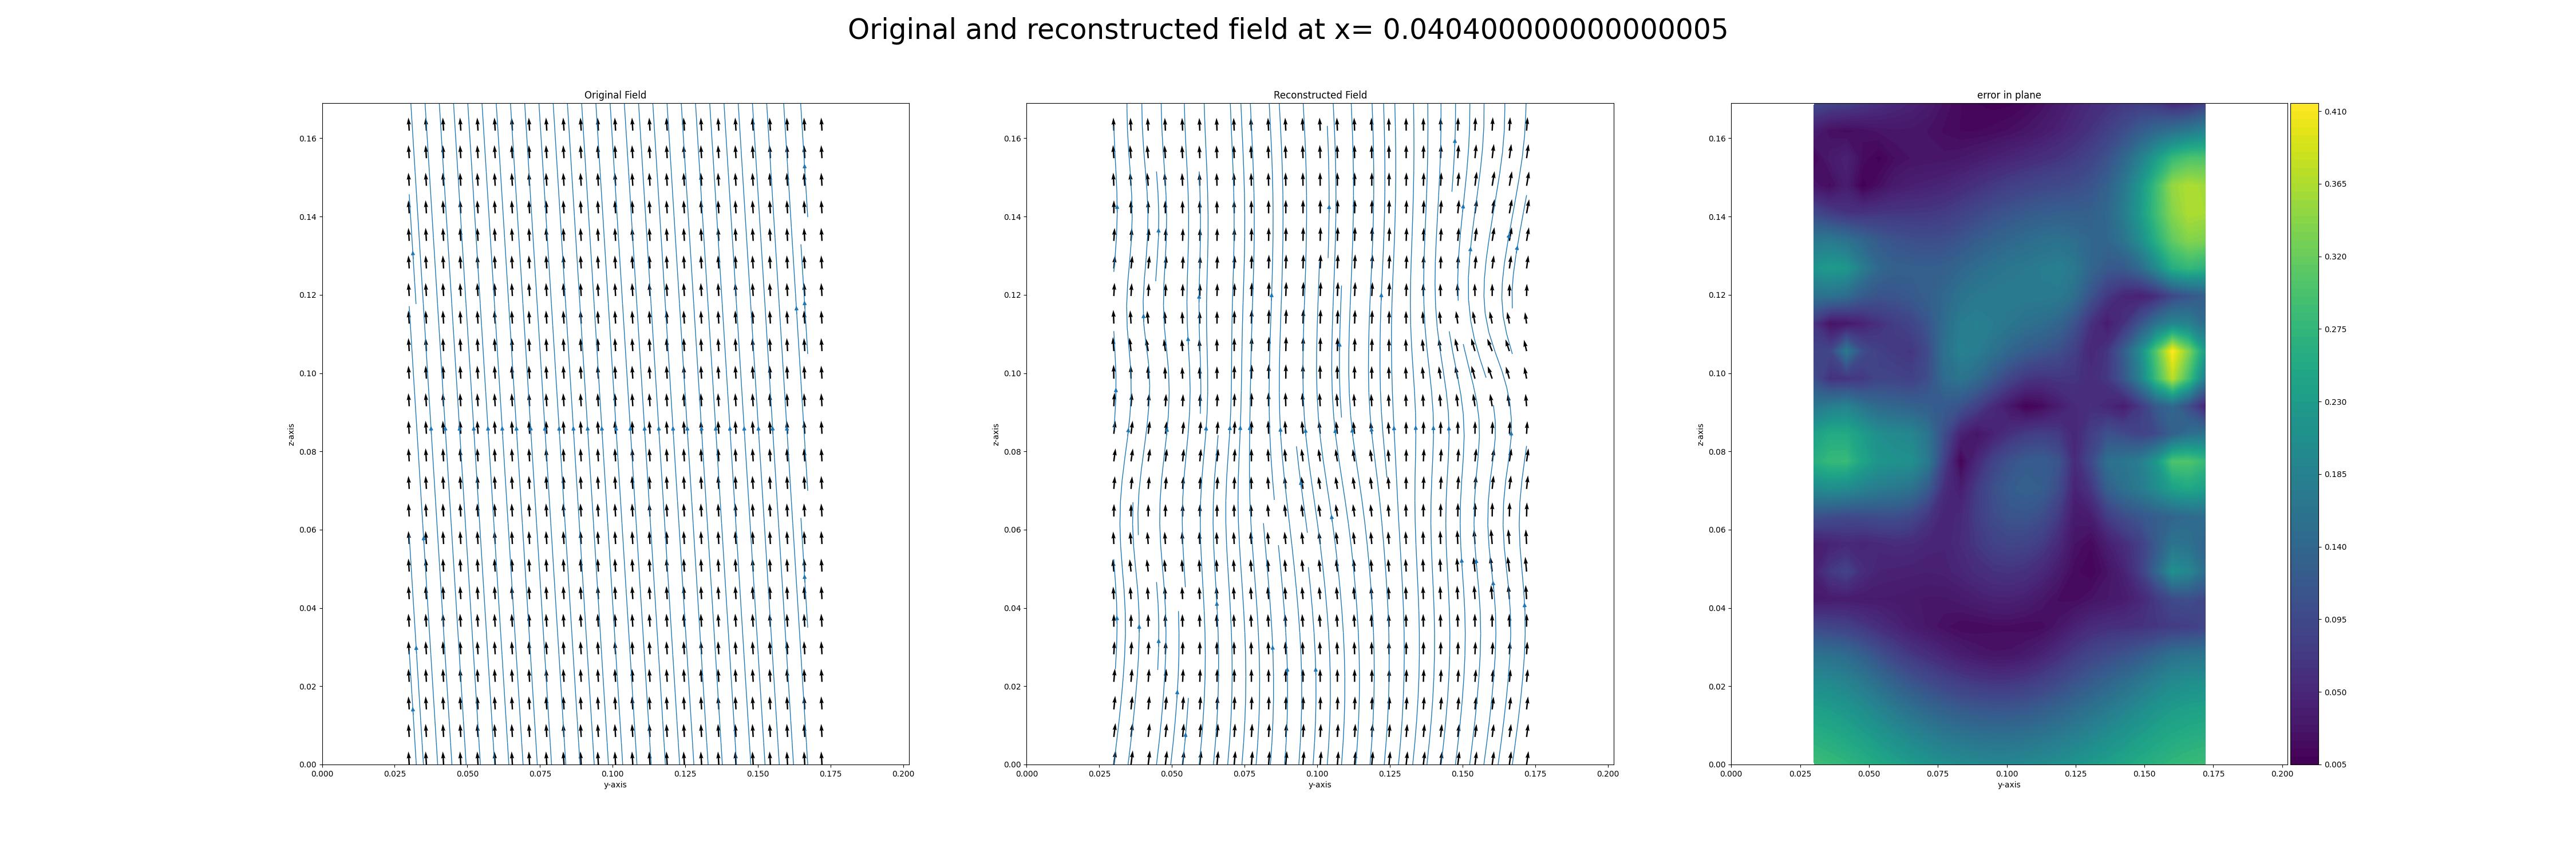 Original and reconstructed field at x= 0.040400000000000005
Original Field
Reconstructed Field
error in plane
z-axis
0.16
0.14
0.12
0.10
0.08
0.06
0.04
0.02
0.00
0.000 0.025 0.050 0.075 0.100 0.125 0.150 0.175 0.200
y-axis
z-axis
0.16
0.14
0.12
0.10
0.08
0.06
0.04
0.02
0.00
0.000 0.025 0.050 0.075 0.100 0.125 0.150 0.175 0.200
y-axis
z-axis
0.16
0.14
0.12
0.10
0.08
0.06
0.04
0.02
0.00
0.000 0.025 0.050 0.075 0.100 0.125 0.150 0.175 0.200
y-axis
0.410
0.365
0.320
0.275
0.230
0.185
0.140
0.095
0.050
0.005